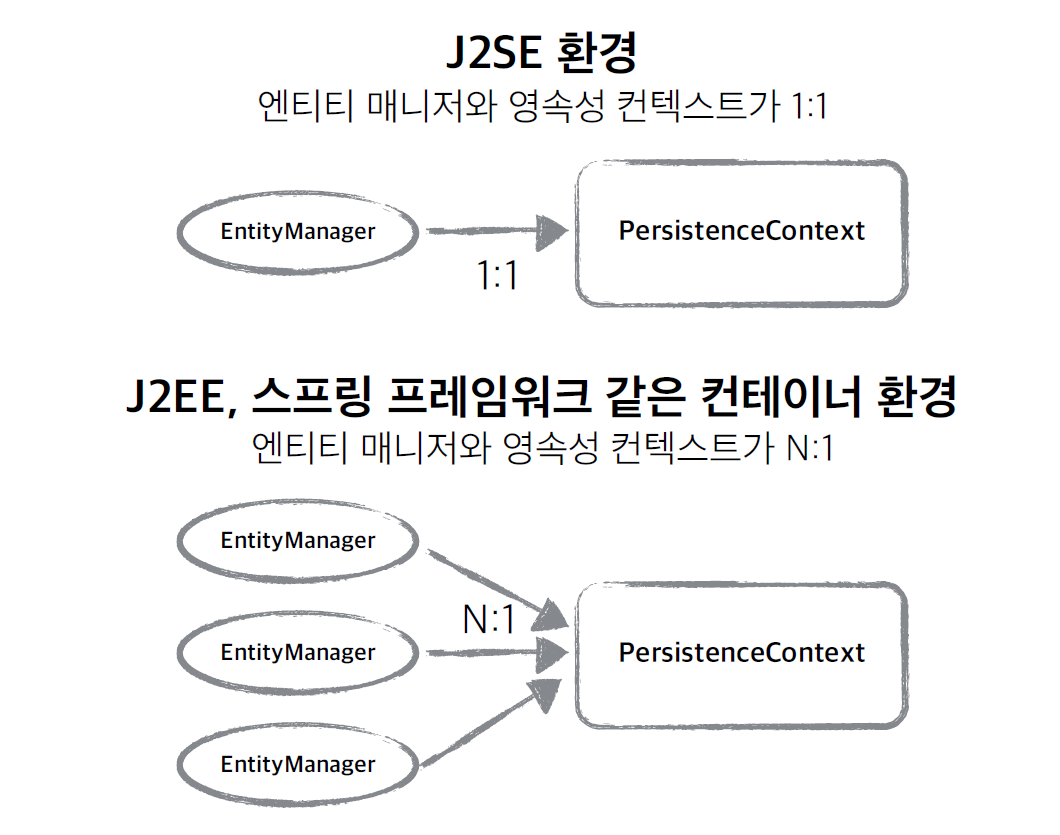 J2SE 환경
엔티티 매니저와 영속성 컨텍스트가 1:1
EntityManager
PersistenceContext
1:1
J2EE, 스프링 프레임워크 같은 컨테이너 환경
엔티티 매니저와 영속성 컨텍스트가 N:1
EntityManager
N:1
EntityManager
PersistenceContext
EntityManager